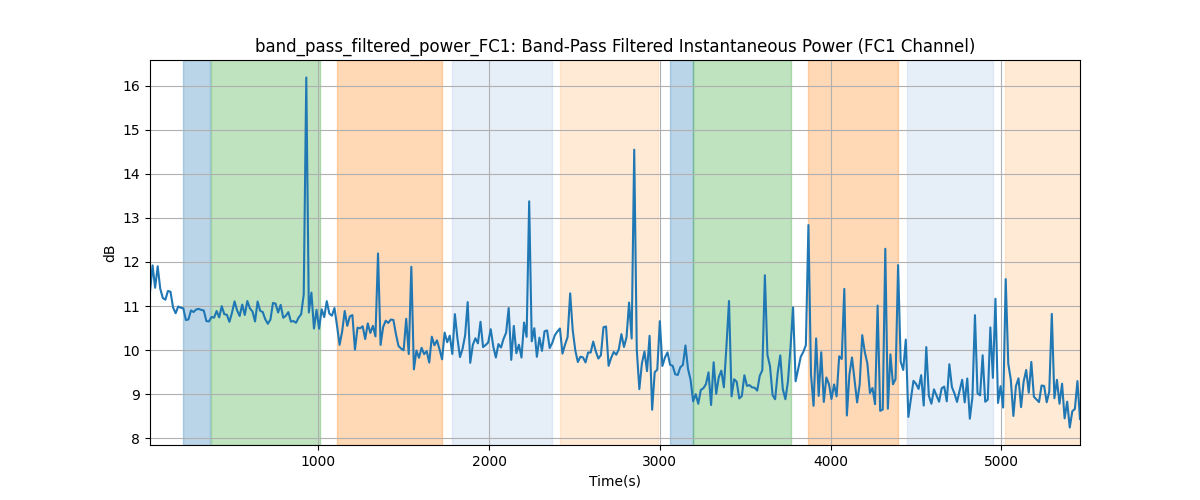 band_pass_filtered_power_FC1: Band-Pass Filtered Instantaneous Power (FC1 Channel)
16
15
14
13
12
11
10
9
8
dB
1000 2000 3000 4000 5000
Time(s)